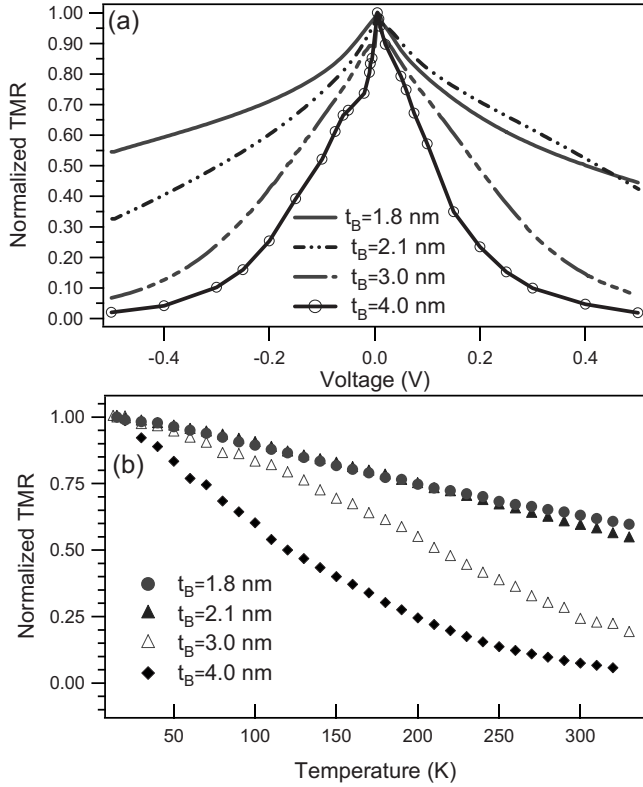 (a)
Normalized TMR
1.00
0.90
0.80
0.70
0.60
0.50
0.40
0.30
0.20
0.10
0.00
t_B=1.8 nm
t_B=2.1 nm
t_B=3.0 nm
t_B=4.0 nm
-0.4 -0.2 0.0 0.2 0.4
Voltage (V)
(b)
Normalized TMR
1.00
0.75
0.50
0.25
0.00
t_B=1.8 nm
t_B=2.1 nm
t_B=3.0 nm
t_B=4.0 nm
50 100 150 200 250 300
Temperature (K)